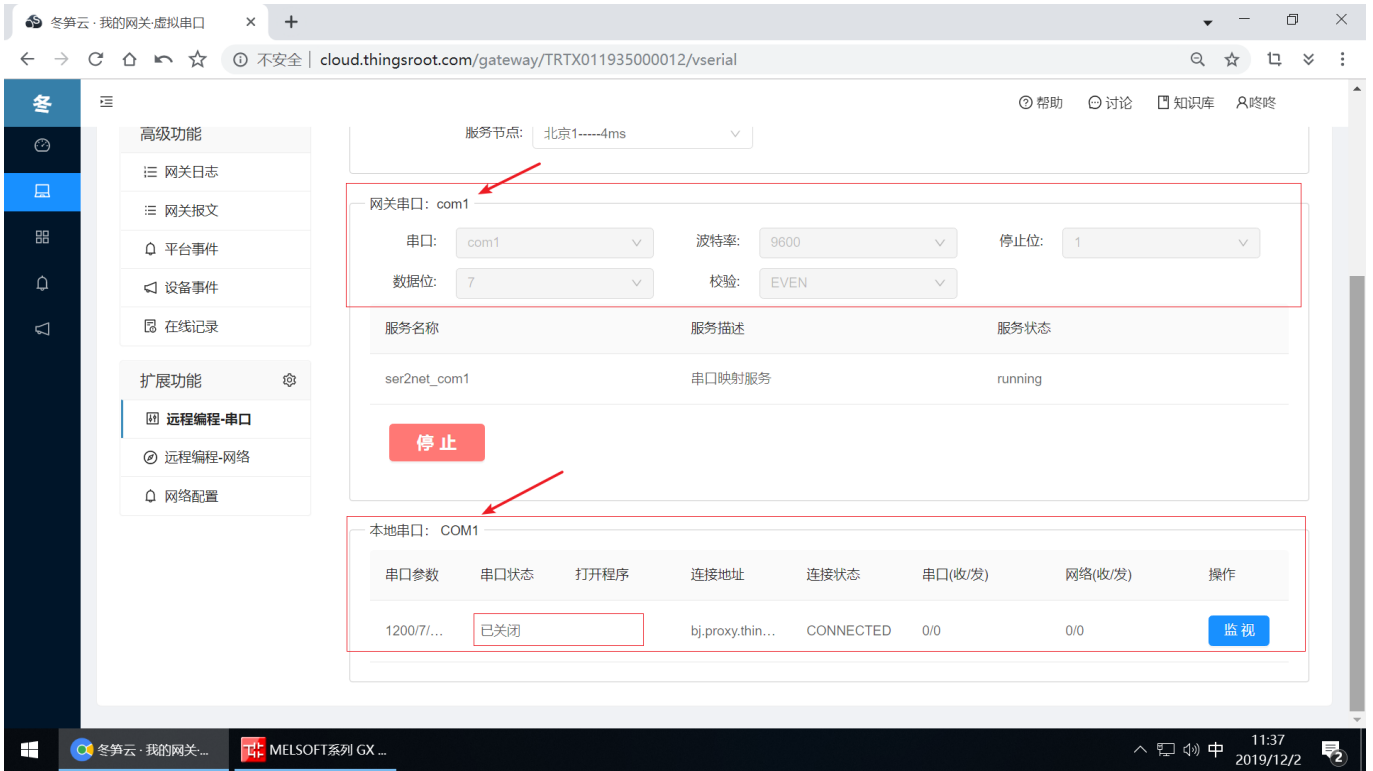 冬笋云 · 我的网关·虚拟串口
不安全 | cloud.thingsroot.com/gateway/TRTX011935000012/vserial
冬
帮助 讨论 知识库 咚咚
高级功能
网关日志
网关报文
平台事件
设备事件
在线记录
扩展功能
远程编程-串口
远程编程-网络
网络配置
服务节点: 北京1-----4ms
网关串口：com1
串口: com1 波特率: 9600 停止位: 1
数据位: 7 校验: EVEN
服务名称 服务描述 服务状态
ser2net_com1 串口映射服务 running
停 止
本地串口： COM1
串口参数 串口状态 打开程序 连接地址 连接状态 串口(收/发) 网络(收/发) 操作
1200/7/... 已关闭 bj.proxy.thin... CONNECTED 0/0 0/0 监 视
冬笋云 · 我的网关·... MELSOFT系列 GX ... 中 11:37
2019/12/2 2